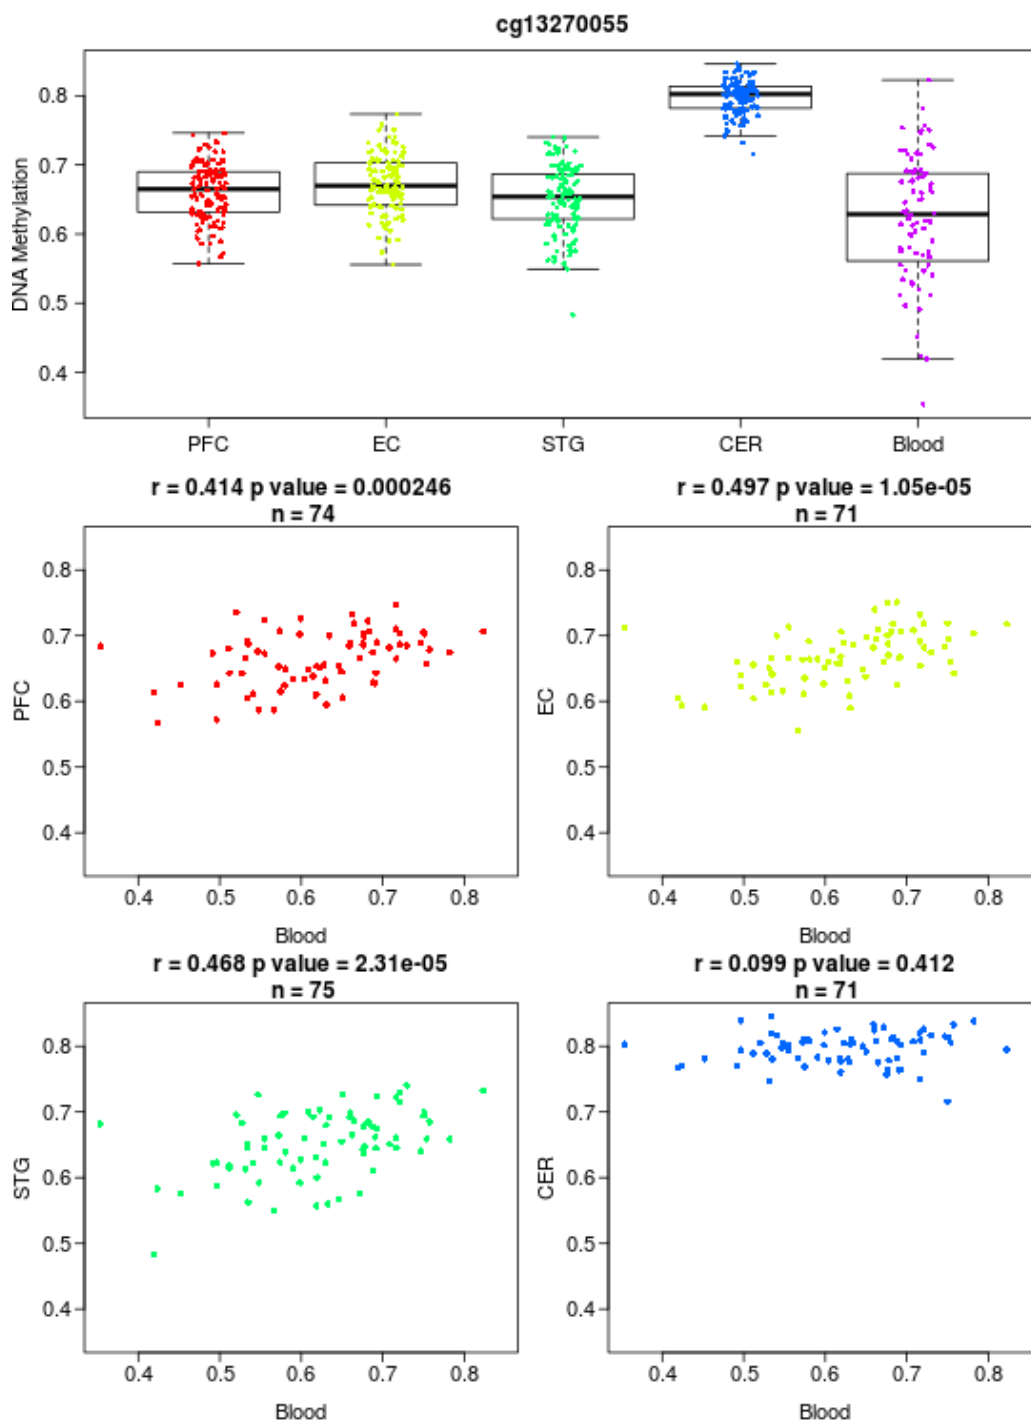 cg13270055
DNA Methylation
0.8
0.7
0.6
0.5
0.4
PFC EC STG CER Blood
r = 0.414 p value = 0.000246
n = 74
PFC
0.8
0.7
0.6
0.5
0.4
0.4 0.5 0.6 0.7 0.8
Blood
r = 0.497 p value = 1.05e-05
n = 71
EC
0.8
0.7
0.6
0.5
0.4
0.4 0.5 0.6 0.7 0.8
Blood
r = 0.468 p value = 2.31e-05
n = 75
STG
0.8
0.7
0.6
0.5
0.4
0.4 0.5 0.6 0.7 0.8
Blood
r = 0.099 p value = 0.412
n = 71
CER
0.8
0.7
0.6
0.5
0.4
0.4 0.5 0.6 0.7 0.8
Blood